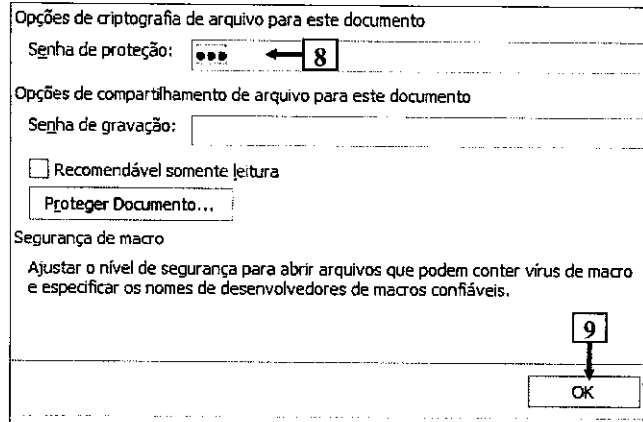 Opções de criptografia de arquivo para este documento
Senha de proteção: ●●● 8
Opções de compartilhamento de arquivo para este documento
Senha de gravação:
Recomendável somente leitura
Proteger Documento...
Segurança de macro
Ajustar o nível de segurança para abrir arquivos que podem conter vírus de macro
e especificar os nomes de desenvolvedores de macros confiáveis.
9
OK